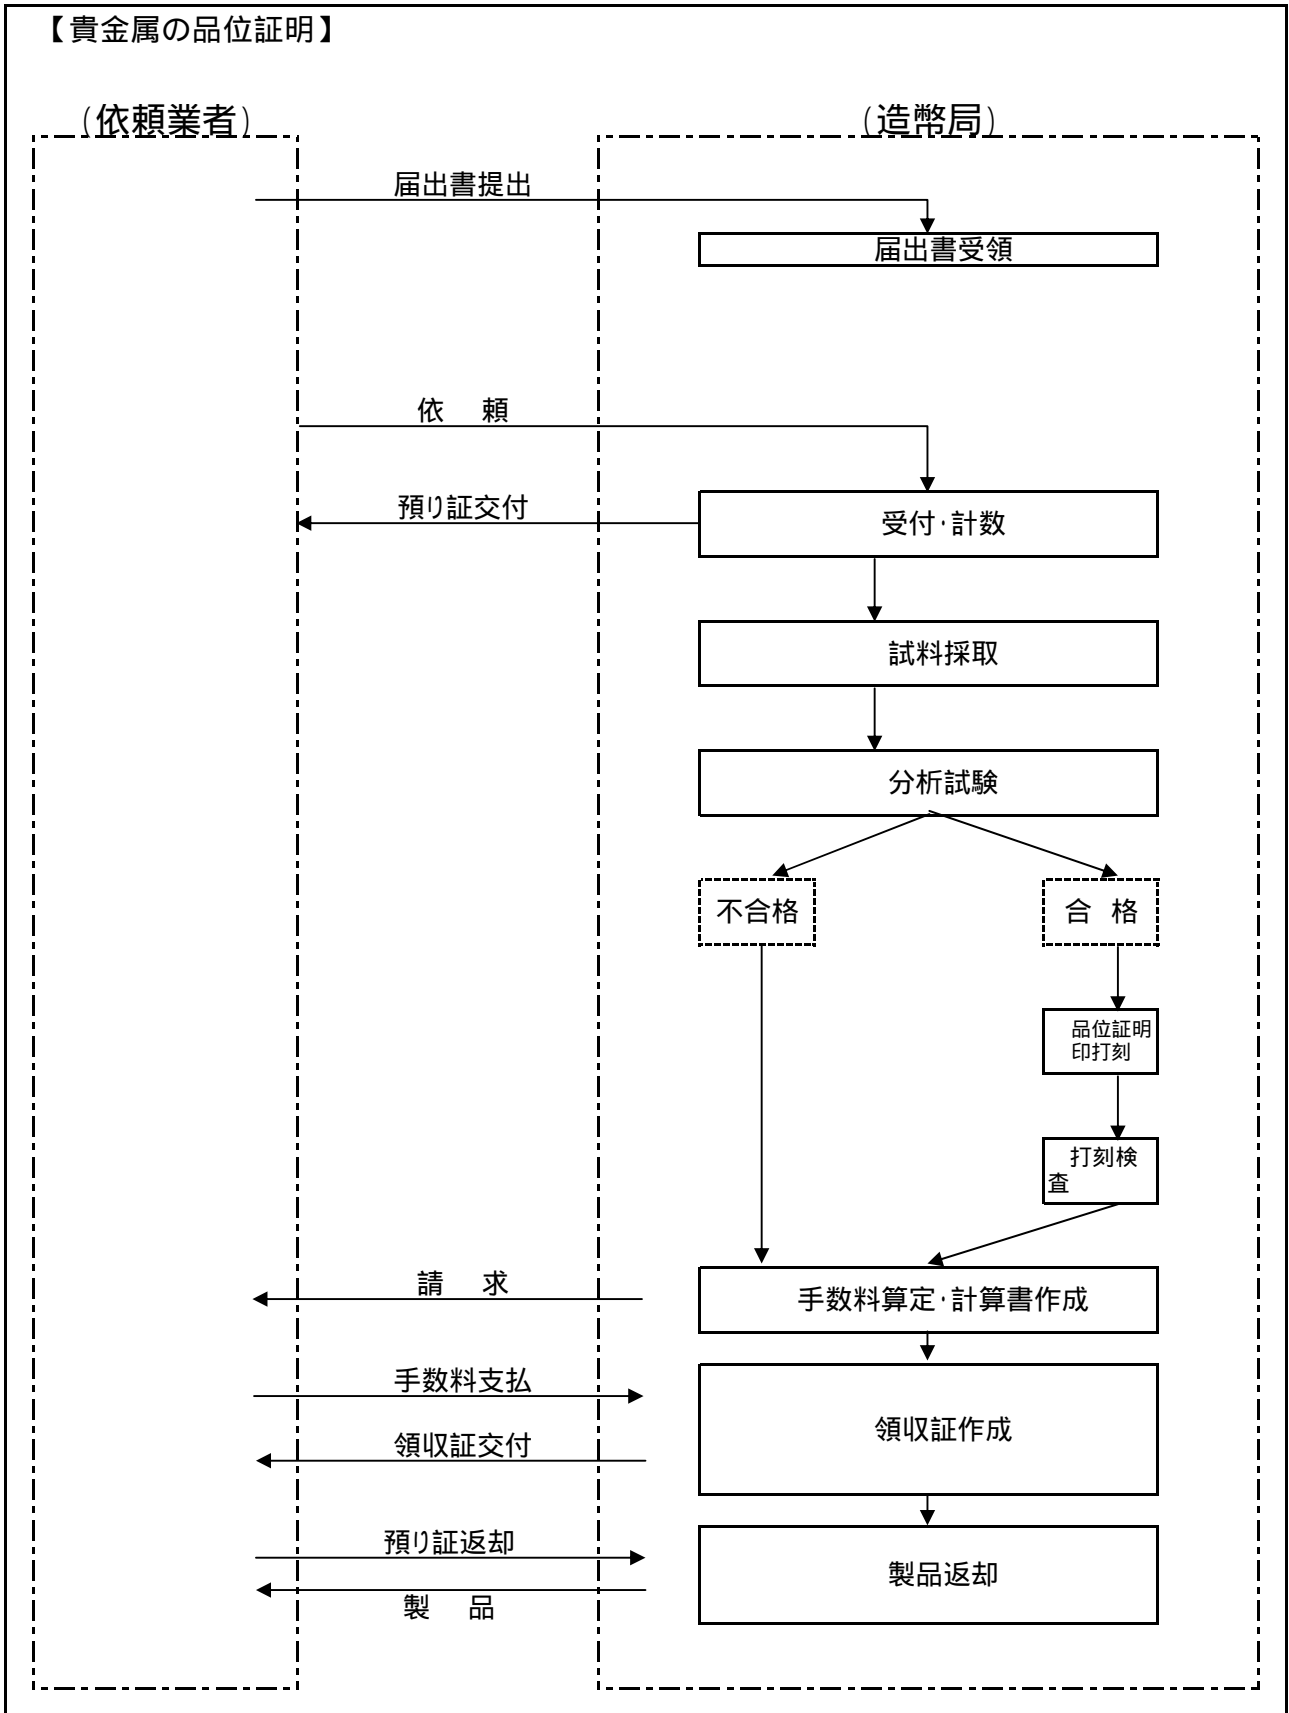 【貴金属の品位証明】
(依頼業者)
(造幣局)
届出書提出
届出書受領
依 頼
預り証交付
受付・計数
試料採取
分析試験
不合格
合 格
品位証明
印打刻
打刻検
査
請 求
手数料算定・計算書作成
手数料支払
領収証作成
領収証交付
預り証返却
製品返却
製 品